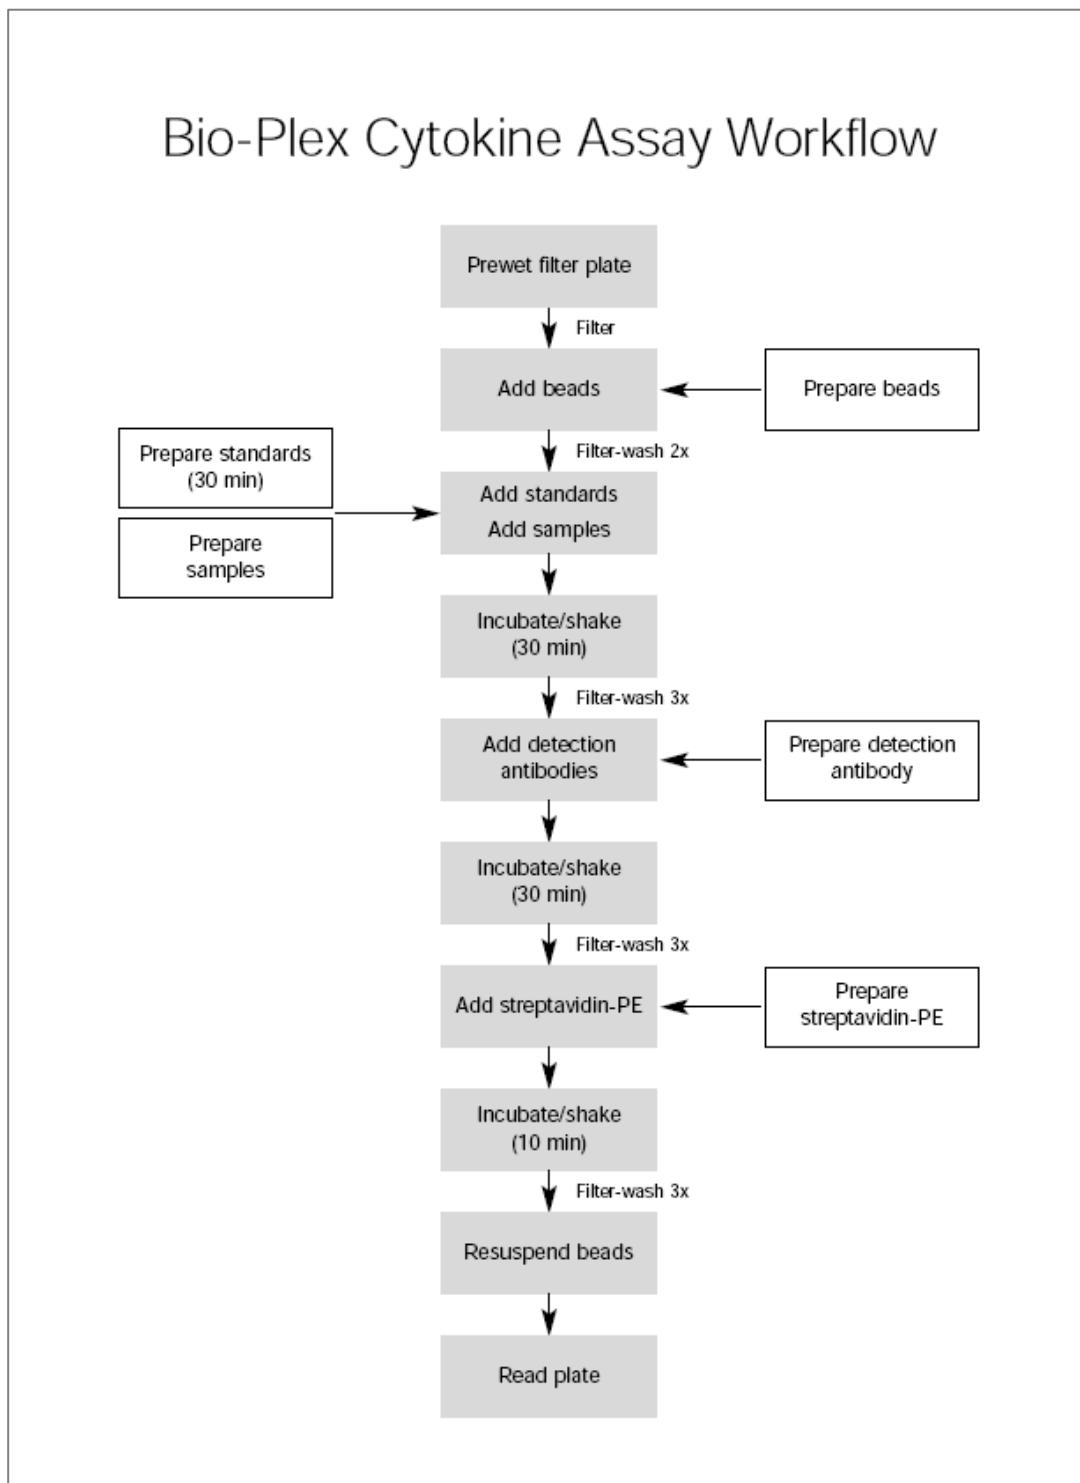 Bio-Plex Cytokine Assay Workflow
Prewet filter plate
Filter
Add beads
Prepare beads
Filter-wash 2x
Prepare standards
(30 min)
Prepare
samples
Add standards
Add samples
Incubate/shake
(30 min)
Filter-wash 3x
Add detection
antibodies
Prepare detection
antibody
Incubate/shake
(30 min)
Filter-wash 3x
Add streptavidin-PE
Prepare
streptavidin-PE
Incubate/shake
(10 min)
Filter-wash 3x
Resuspend beads
Read plate